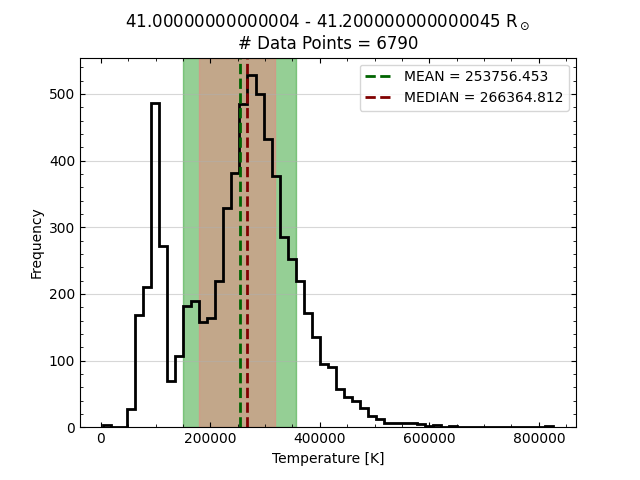 41.00000000000004 - 41.200000000000045 R⊙
# Data Points = 6790
MEAN = 253756.453
MEDIAN = 266364.812
Frequency
500
400
300
200
100
0
0 200000 400000 600000 800000
Temperature [K]